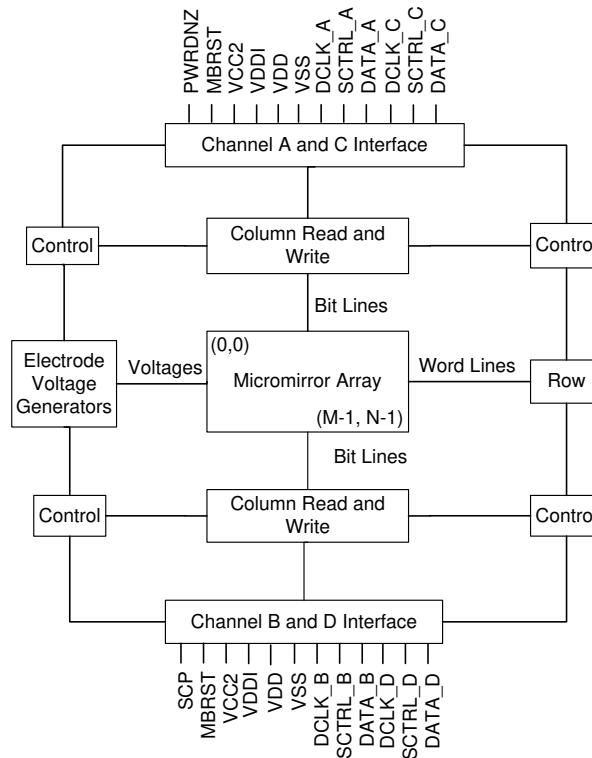 PWRDNZ
MBRST
VCC2
VDDI
VDD
VSS
DCLK_A
SCTRL_A
DATA_A
DCLK_C
SCTRL_C
DATA_C
Channel A and C Interface
Control
Column Read and
Write
Control
Bit Lines
(0,0)
Electrode
Voltage
Generators
Voltages
Micromirror Array
Word Lines
Row
(M-1, N-1)
Bit Lines
Control
Column Read and
Write
Control
Channel B and D Interface
SCP
MBRST
VCC2
VDDI
VDD
VSS
DCLK_B
SCTRL_B
DATA_B
DCLK_D
SCTRL_D
DATA_D